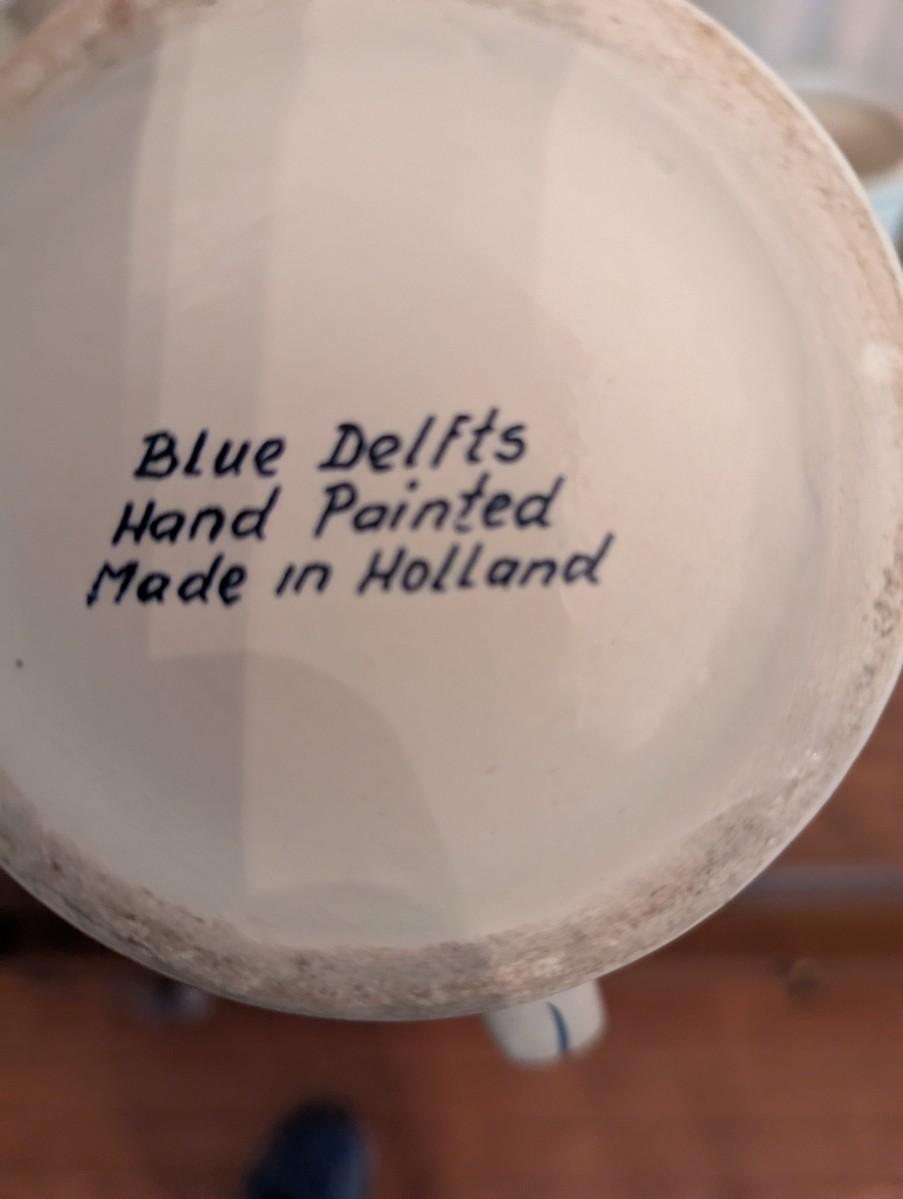 Blue Delfts
Hand Painted
Made in Holland